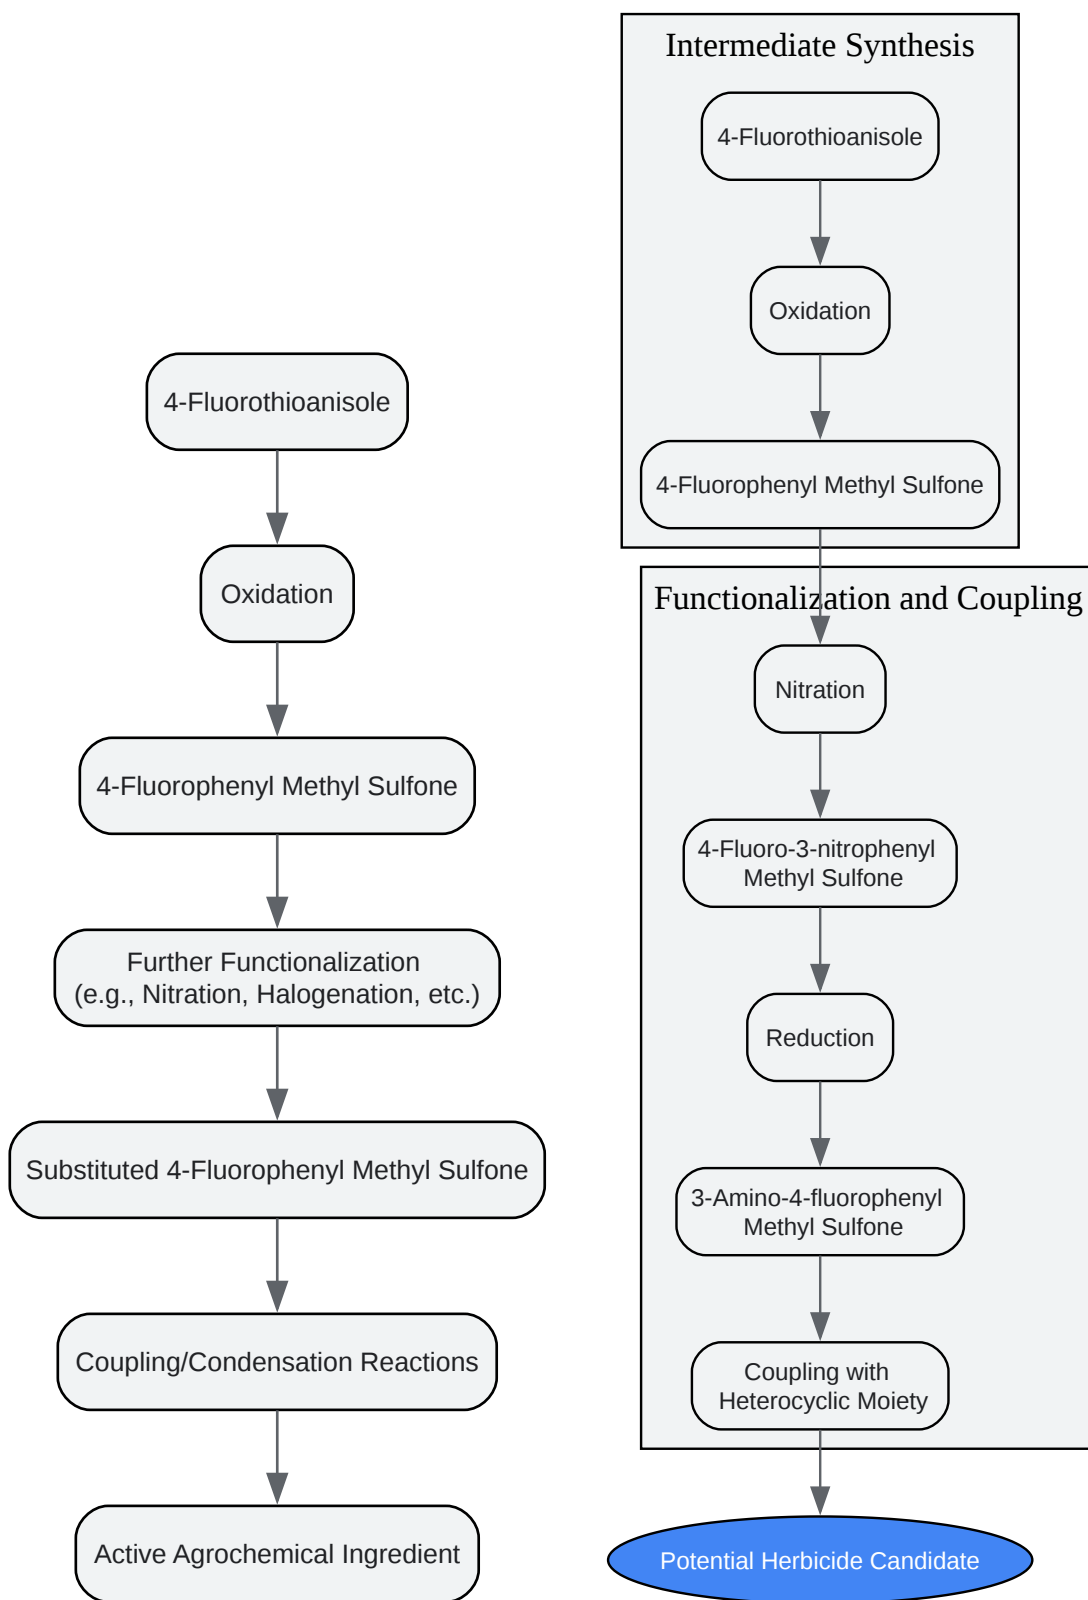 4-Fluorothioanisole
Oxidation
4-Fluorophenyl Methyl Sulfone
Further Functionalization
(e.g., Nitration, Halogenation, etc.)
Substituted 4-Fluorophenyl Methyl Sulfone
Coupling/Condensation Reactions
Active Agrochemical Ingredient
Intermediate Synthesis
4-Fluorothioanisole
Oxidation
4-Fluorophenyl Methyl Sulfone
Functionalization and Coupling
Nitration
4-Fluoro-3-nitrophenyl
Methyl Sulfone
Reduction
3-Amino-4-fluorophenyl
Methyl Sulfone
Coupling with
Heterocyclic Moiety
Potential Herbicide Candidate